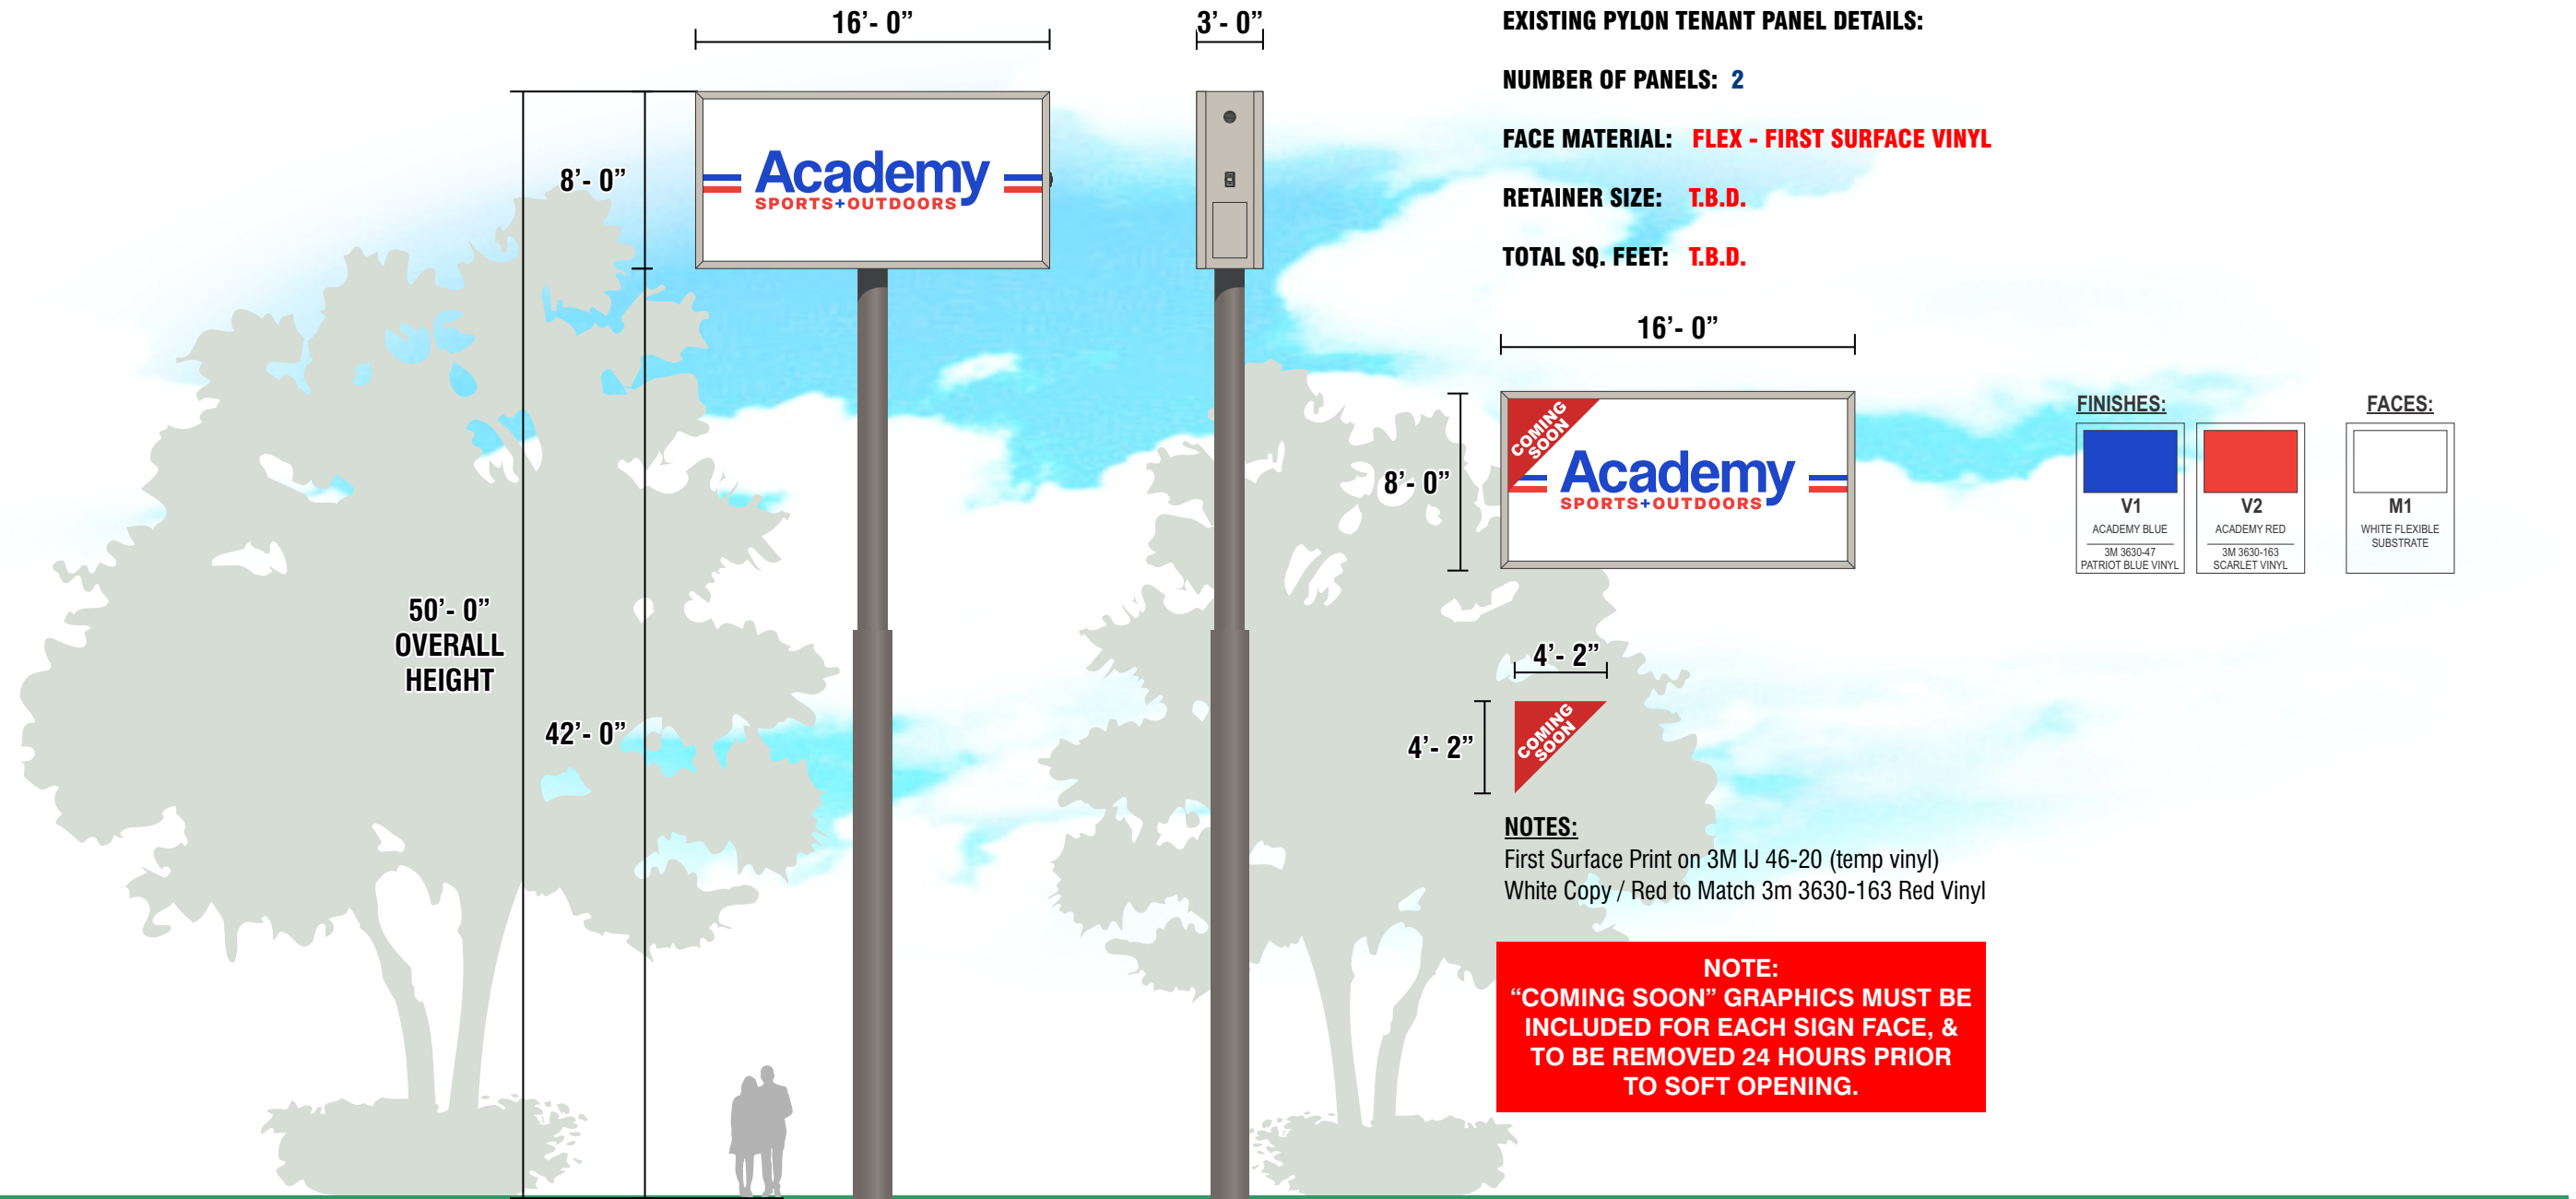 16’- 0”
8’- 0”
Academy
SPORTS+OUTDOORS
50’- 0”
OVERALL
HEIGHT
42’- 0”
3’- 0”
EXISTING PYLON TENANT PANEL DETAILS:
NUMBER OF PANELS: 2
FACE MATERIAL: FLEX - FIRST SURFACE VINYL
RETAINER SIZE: T.B.D.
TOTAL SQ. FEET: T.B.D.
16’- 0”
8’- 0”
COMING
SOON
Academy
SPORTS+OUTDOORS
4’- 2”
4’- 2”
COMING
SOON
NOTES:
First Surface Print on 3M IJ 46-20 (temp vinyl)
White Copy / Red to Match 3m 3630-163 Red Vinyl
NOTE:
“COMING SOON” GRAPHICS MUST BE
INCLUDED FOR EACH SIGN FACE, &
TO BE REMOVED 24 HOURS PRIOR
TO SOFT OPENING.
FINISHES:
V1
ACADEMY BLUE
3M 3630-47
PATRIOT BLUE VINYL
V2
ACADEMY RED
3M 3630-163
SCARLET VINYL
FACES:
M1
WHITE FLEXIBLE
SUBSTRATE